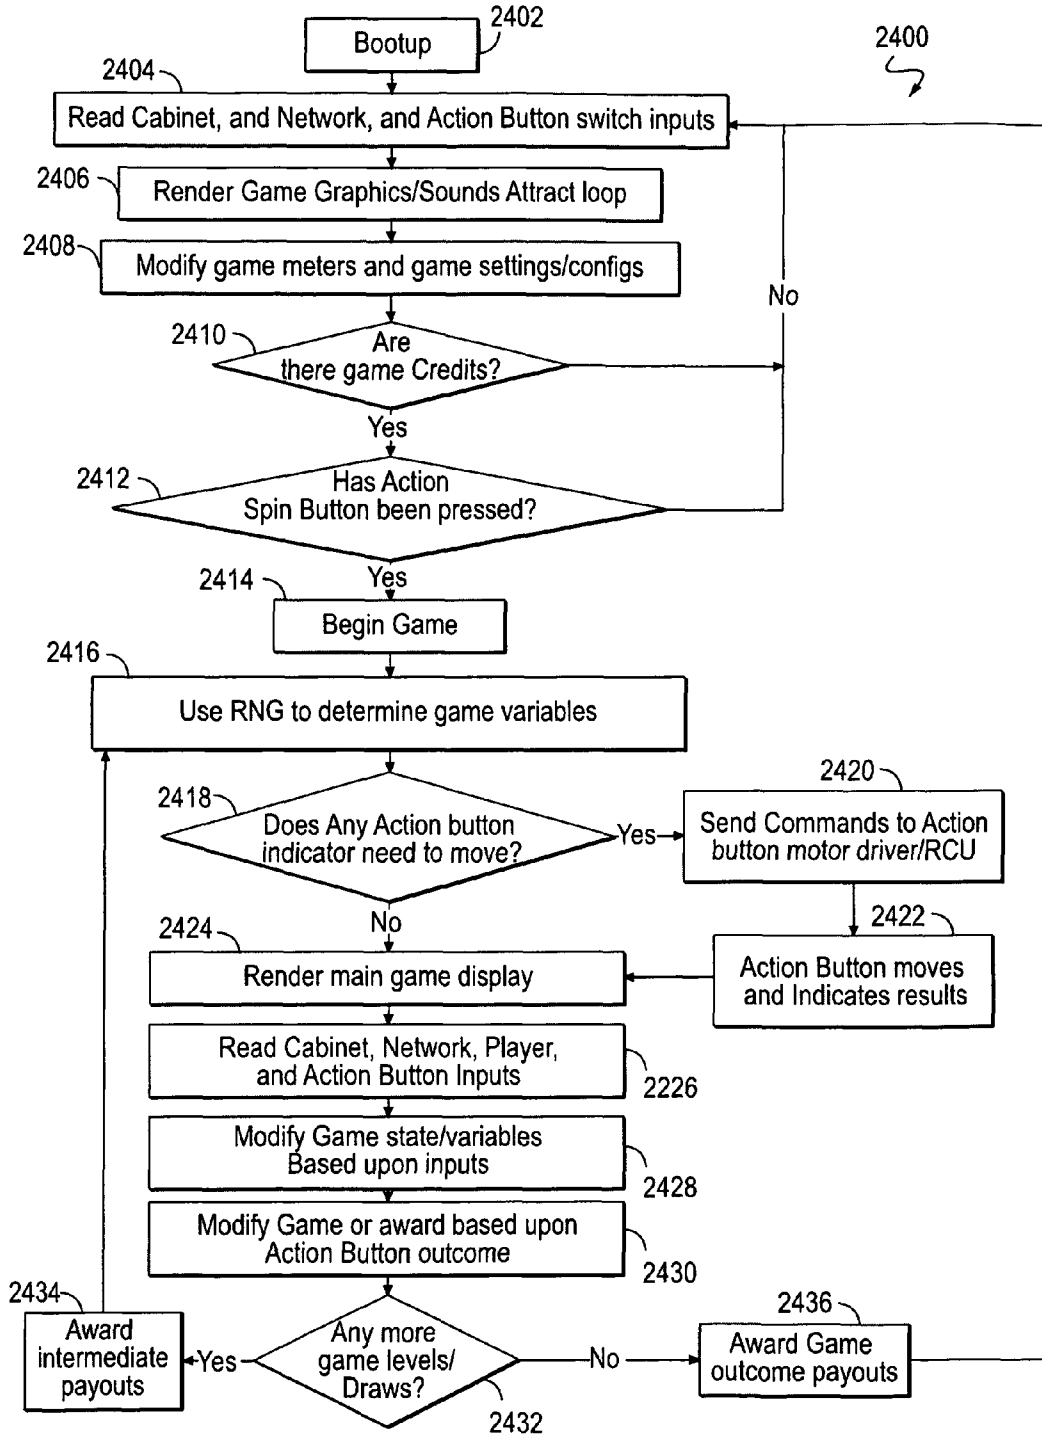 2402
Bootup
2400
2404
Read Cabinet, and Network, and Action Button switch inputs
2406
Render Game Graphics/Sounds Attract loop
2408
Modify game meters and game settings/configs
No
2410
Are
there game Credits?
Yes
2412
Has Action
Spin Button been pressed?
Yes
2414
Begin Game
2416
Use RNG to determine game variables
2418
Does Any Action button
indicator need to move?
Yes
2420
Send Commands to Action
button motor driver/RCU
No
2422
Action Button moves
and Indicates results
2424
Render main game display
Read Cabinet, Network, Player,
and Action Button Inputs
2226
Modify Game state/variables
Based upon inputs
2428
Modify Game or award based upon
Action Button outcome
2430
2434
Award
intermediate
payouts
Yes
Any more
game levels/
Draws?
2432
No
2436
Award Game
outcome payouts